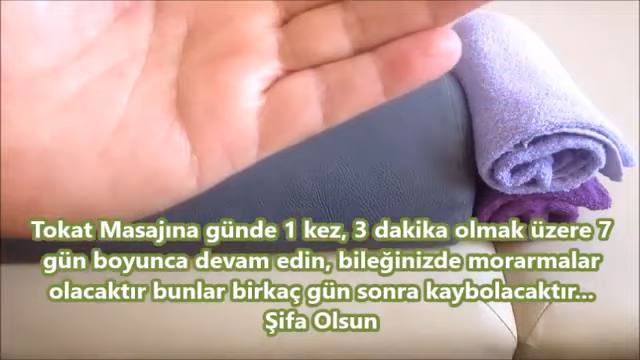 Tokat Masajına günde 1 kez, 3 dakika olmak üzere 7
gün boyunca devam edin, bileğinizde morarmalar
olacaktır bunlar birkaç gün sonra kaybolacaktır...
Şifa Olsun